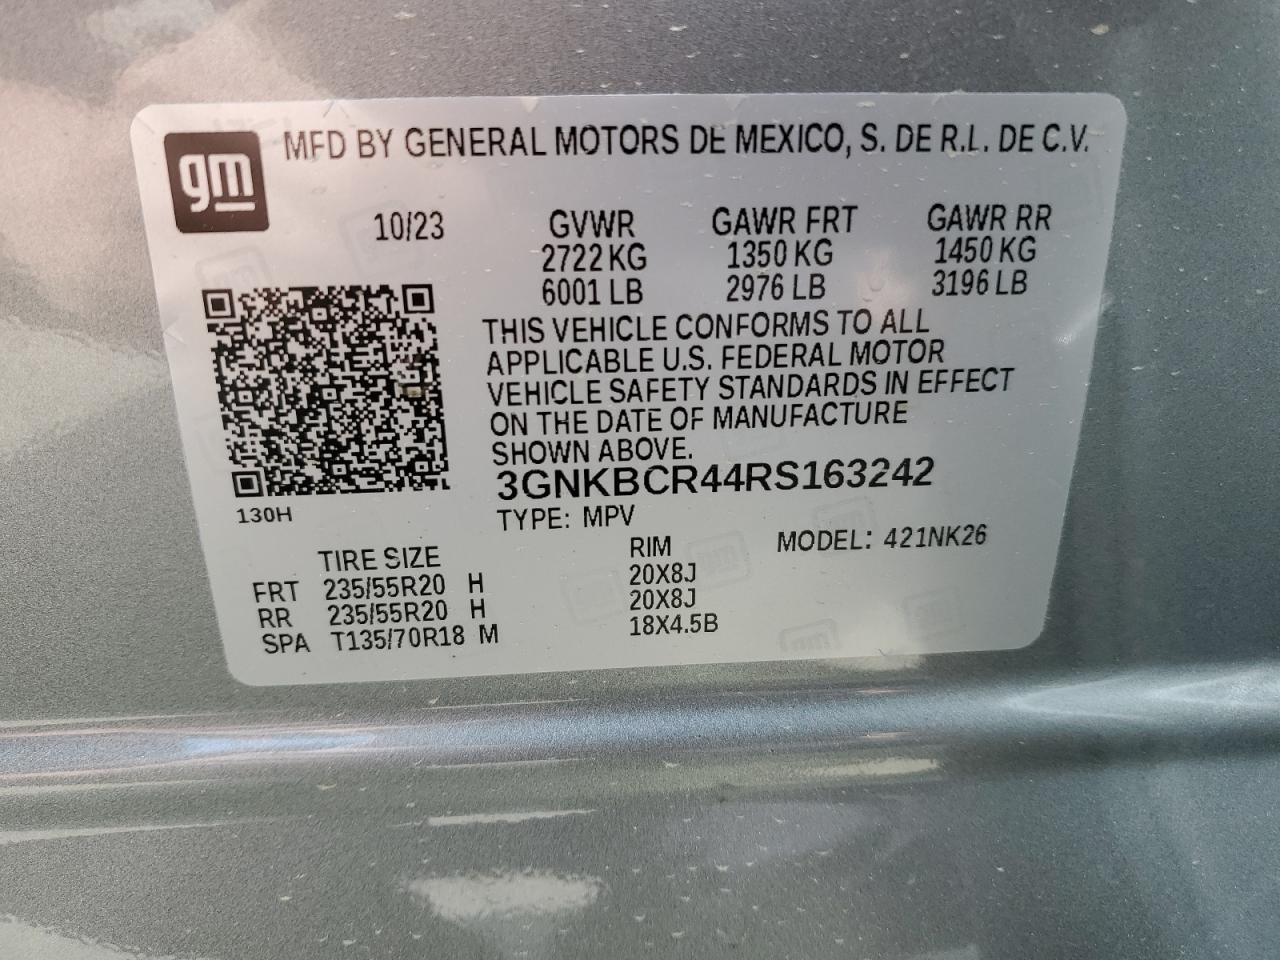 gm
MFD BY GENERAL MOTORS DE MEXICO, S. DE R.L. DE C.V.
10/23 GVWR GAWR FRT GAWR RR
2722 KG 1350 KG 1450 KG
6001 LB 2976 LB 3196 LB
THIS VEHICLE CONFORMS TO ALL
APPLICABLE U.S. FEDERAL MOTOR
VEHICLE SAFETY STANDARDS IN EFFECT
ON THE DATE OF MANUFACTURE
SHOWN ABOVE.
3GNKBCR44RS163242
130H
TYPE: MPV
MODEL: 421NK26
TIRE SIZE RIM
FRT 235/55R20 H 20X8J
RR 235/55R20 H 20X8J
SPA T135/70R18 M 18X4.5B